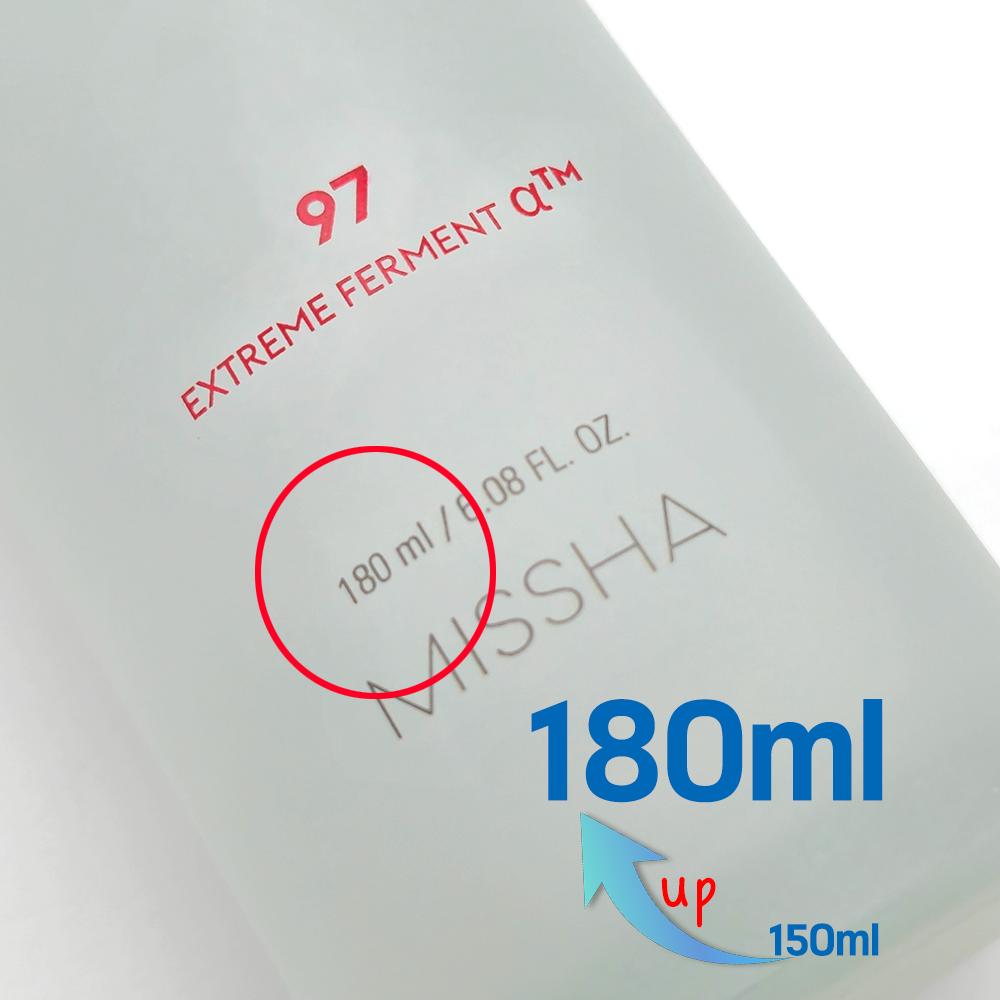 97
EXTREME FERMENT α™
180 ml / 6.08 FL. OZ.
MISSHA
180ml
up
150ml